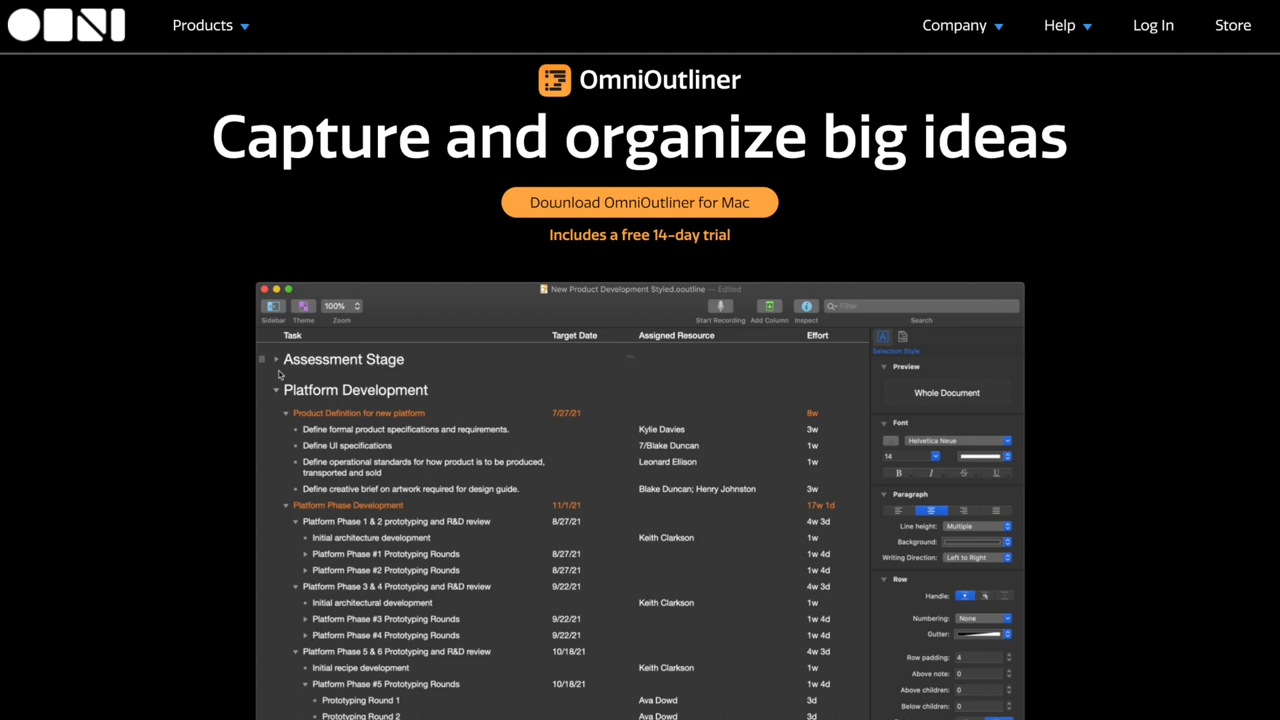 OMNI
Products
Company
Help
Log In
Store
OmniOutliner
Capture and organize big ideas
Download OmniOutliner for Mac
Includes a free 14-day trial
New Product Development Styled.ooutline — Edited
100%
Filter
Sidebar Theme Zoom Start Recording Add Column Inspect Search
Task Target Date Assigned Resource Effort
Assessment Stage
Platform Development
Product Definition for new platform 7/27/21 8w
Define formal product specifications and requirements. Kylie Davies 3w
Define UI specifications 7/Blake Duncan 1w
Define operational standards for how product is to be produced, Leonard Ellison 1w
transported and sold
Define creative brief on artwork required for design guide. Blake Duncan; Henry Johnston 3w
Platform Phase Development 11/1/21 17w 1d
Platform Phase 1 & 2 prototyping and R&D review 8/27/21 4w 3d
Initial architecture development Keith Clarkson 1w
Platform Phase #1 Prototyping Rounds 8/27/21 1w 4d
Platform Phase #2 Prototyping Rounds 8/27/21 1w 4d
Platform Phase 3 & 4 Prototyping and R&D review 9/22/21 4w 3d
Initial architectural development Keith Clarkson 1w
Platform Phase #3 Prototyping Rounds 9/22/21 1w 4d
Platform Phase #4 Prototyping Rounds 9/22/21 1w 4d
Platform Phase 5 & 6 Prototyping and R&D review 10/18/21 4w 3d
Initial recipe development Keith Clarkson 1w
Platform Phase #5 Prototyping Rounds 10/18/21 1w 4d
Prototyping Round 1 Ava Dowd 3d
Prototyping Round 2 Ava Dowd 3d
A
Selection Style
Preview
Whole Document
Font
Helvetica Neue
14
B I S U
Paragraph
Line height: Multiple
Background:
Writing Direction: Left to Right
Row
Handle:
Numbering: None
Gutter:
Row padding: 4
Above note: 0
Above children: 0
Below children: 0